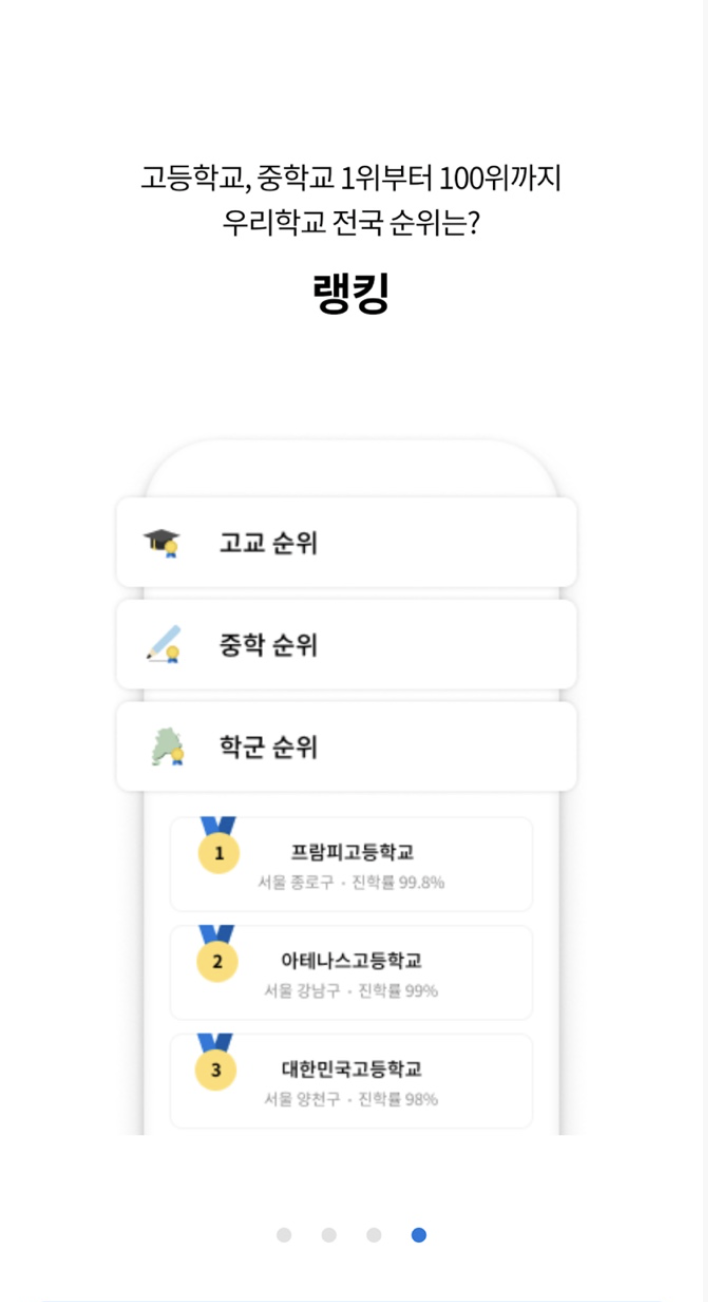 고등학교, 중학교 1위부터 100위까지
우리학교 전국 순위는?
랭킹
고교 순위
중학 순위
학군 순위
1
프람피고등학교
서울 종로구 · 진학률 99.8%
2
아테나스고등학교
서울 강남구 · 진학률 99%
3
대한민국고등학교
서울 양천구 · 진학률 98%